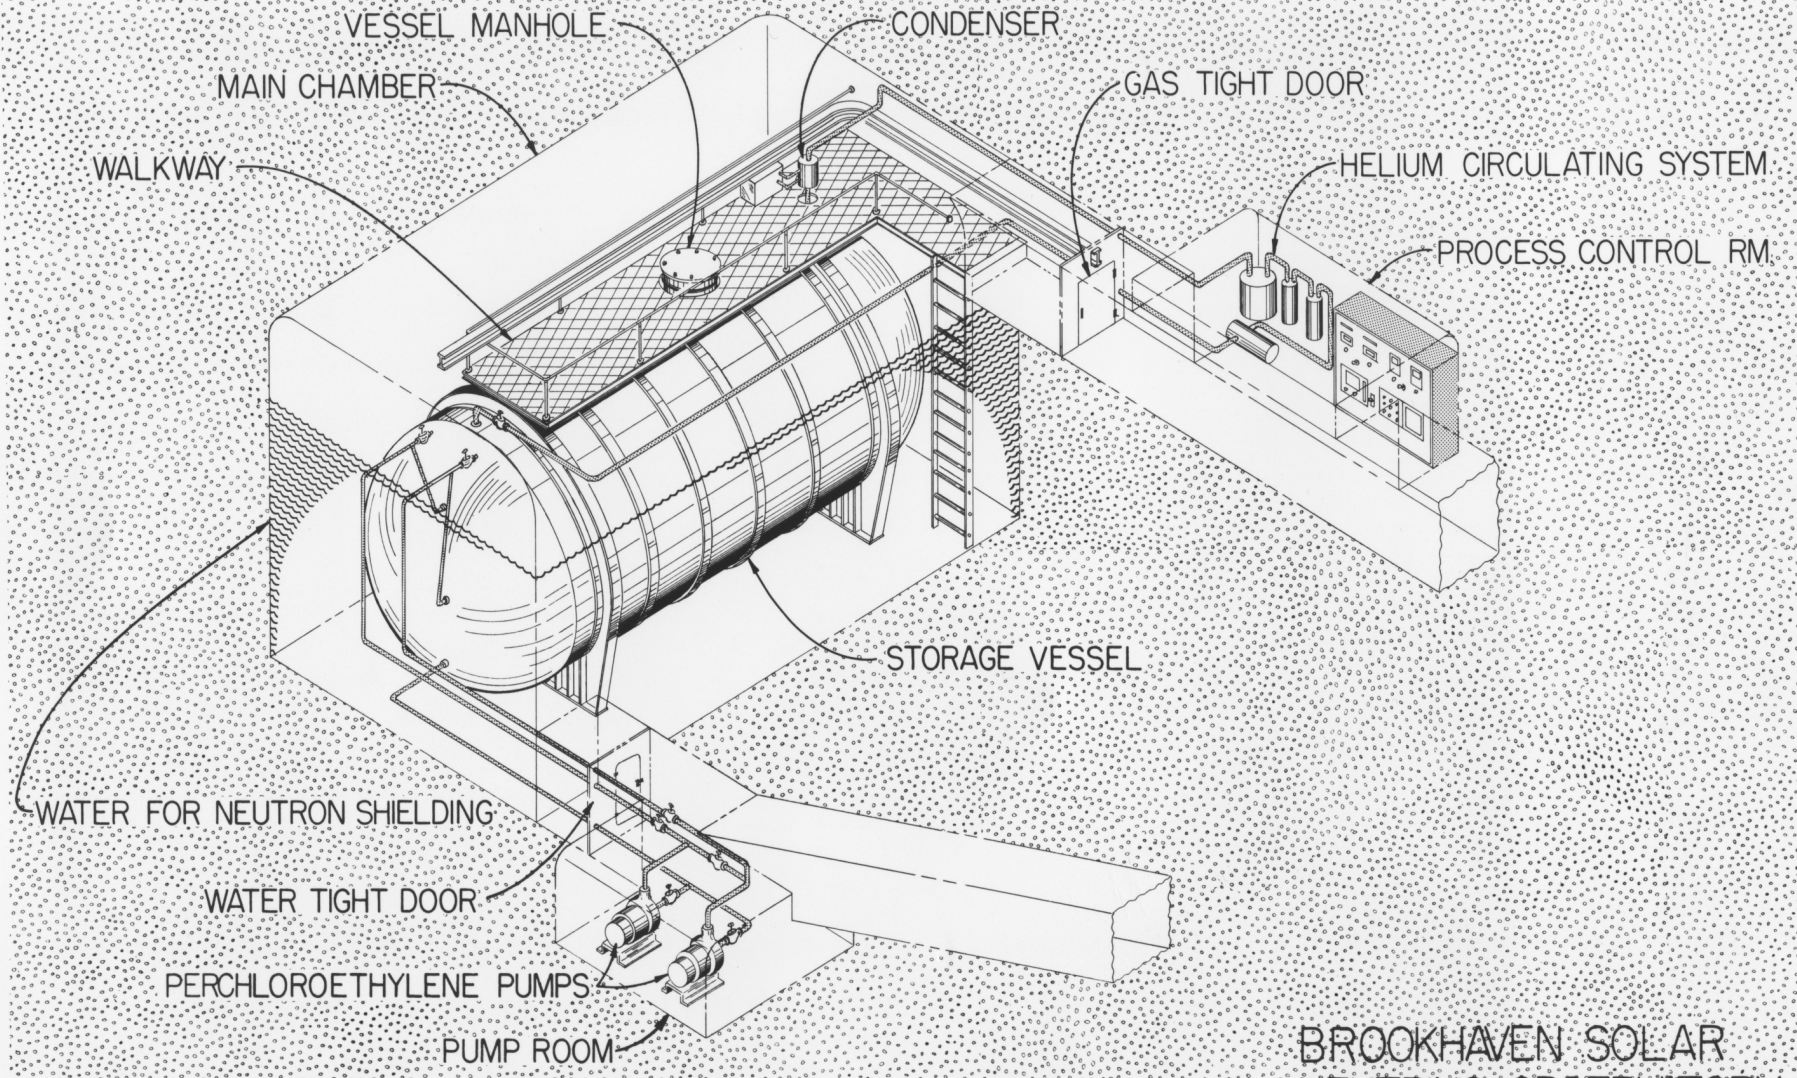 VESSEL MANHOLE
CONDENSER
MAIN CHAMBER
GAS TIGHT DOOR
WALKWAY
HELIUM CIRCULATING SYSTEM
PROCESS CONTROL RM.
STORAGE VESSEL
WATER FOR NEUTRON SHIELDING
WATER TIGHT DOOR
PERCHLOROETHYLENE PUMPS
PUMP ROOM
BROOKHAVEN SOLAR